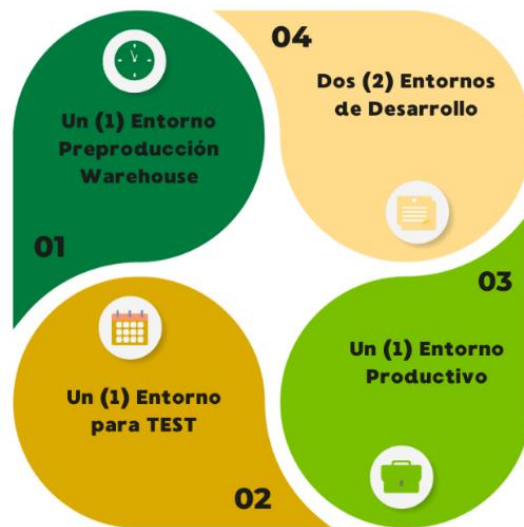 Un (1) Entorno
Preproducción
Warehouse
01
04
Dos (2) Entornos
de Desarrollo
Un (1) Entorno
para TEST
02
03
Un (1) Entorno
Productivo